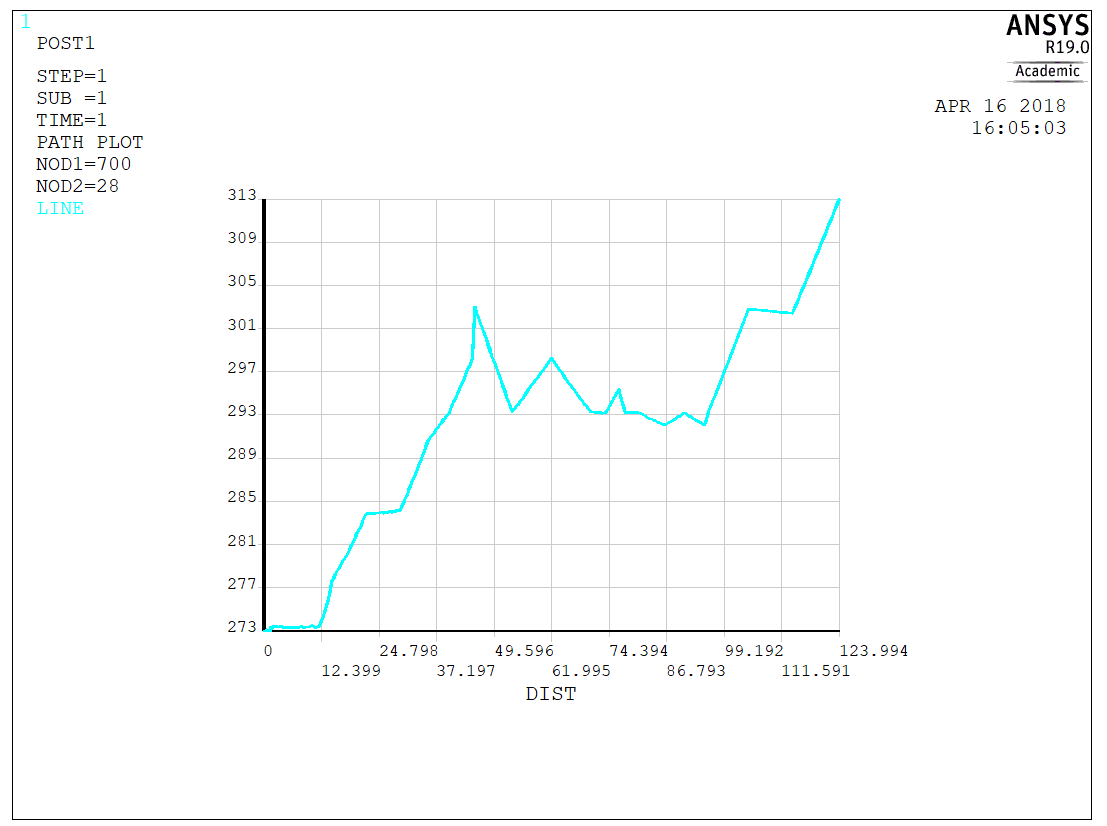 1
POST1
STEP=1
SUB =1
TIME=1
PATH PLOT
NOD1=700
NOD2=28
LINE
ANSYS
R19.0
Academic
APR 16 2018
16:05:03
313
309
305
301
297
293
289
285
281
277
273
0
12.399
24.798
37.197
49.596
61.995
74.394
86.793
99.192
111.591
123.994
DIST